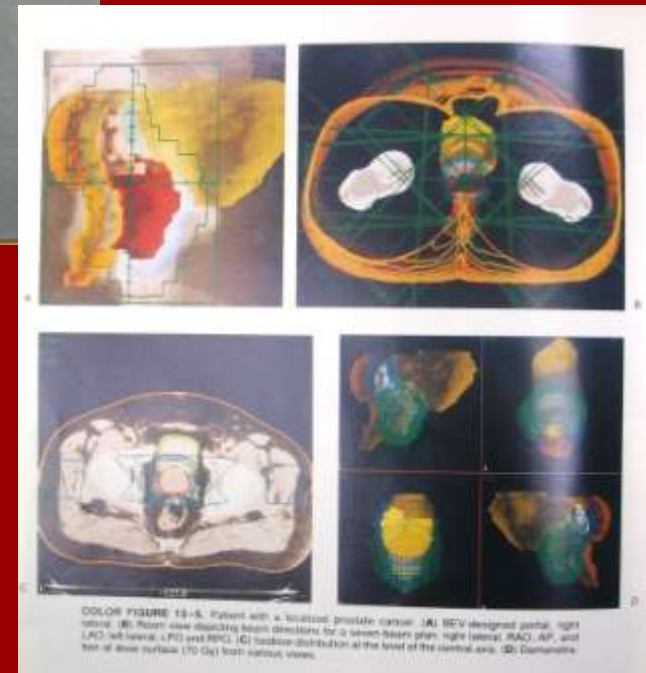 A
B
C
D
COLOR FIGURE 13-5. Patient with a localized prostate cancer. (A) BEV-designed portal, right
lateral. (B) Room view depicting beam directions for a seven-beam plan: right lateral, RAO, AP, and
LAO, left lateral, LPO and RPO. (C) Isodose distribution at the level of the central axis. (D) Demonstra-
tion of dose surface (70 Gy) from various views.